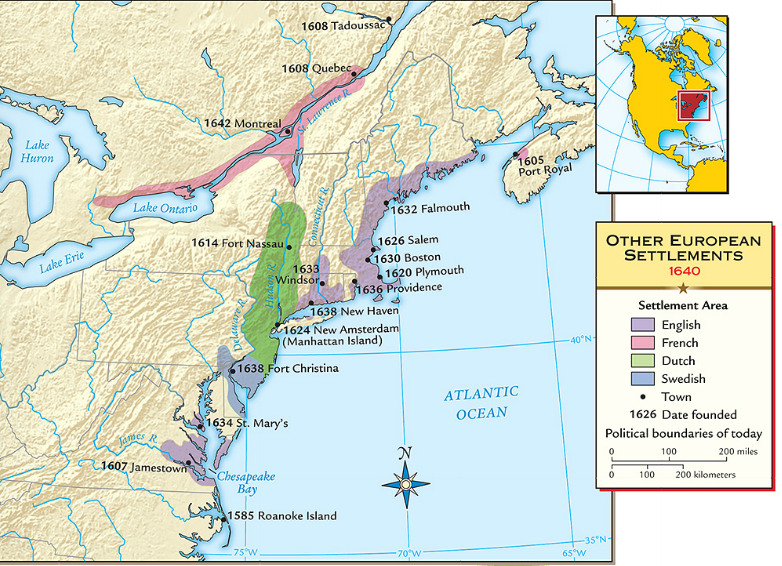 1608 Tadoussac
1608 Quebec
St. Lawrence R.
1642 Montreal
Lake
Huron
1605
Port Royal
Lake Ontario
1632 Falmouth
Connecticut R.
1614 Fort Nassau
1626 Salem
1630 Boston
Lake Erie
1633
Windsor
1620 Plymouth
1636 Providence
Hudson R.
1638 New Haven
Delaware R.
1624 New Amsterdam
(Manhattan Island)
40°N
1638 Fort Christina
ATLANTIC
OCEAN
1634 St. Mary's
James R.
1607 Jamestown
N
Chesapeake
Bay
1585 Roanoke Island
35°N
75°W
70°W
65°W
OTHER EUROPEAN
SETTLEMENTS
1640
Settlement Area
English
French
Dutch
Swedish
Town
1626 Date founded
Political boundaries of today
0 100 200 miles
0 100 200 kilometers